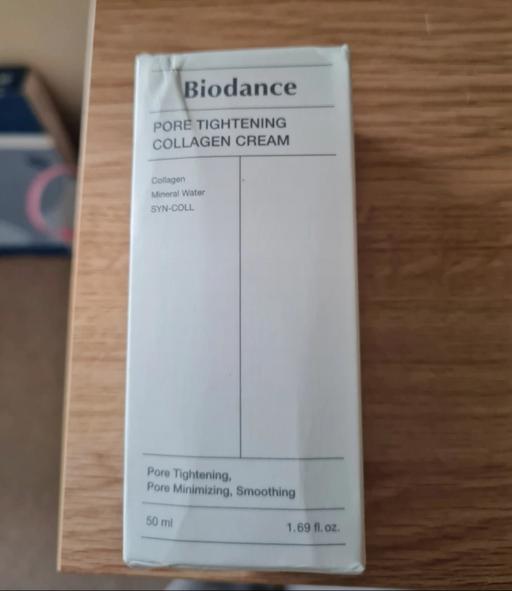 Biodance
PORE TIGHTENING
COLLAGEN CREAM
Collagen
Mineral Water
SYN-COLL
Pore Tightening,
Pore Minimizing, Smoothing
50 ml 1.69 fl. oz.